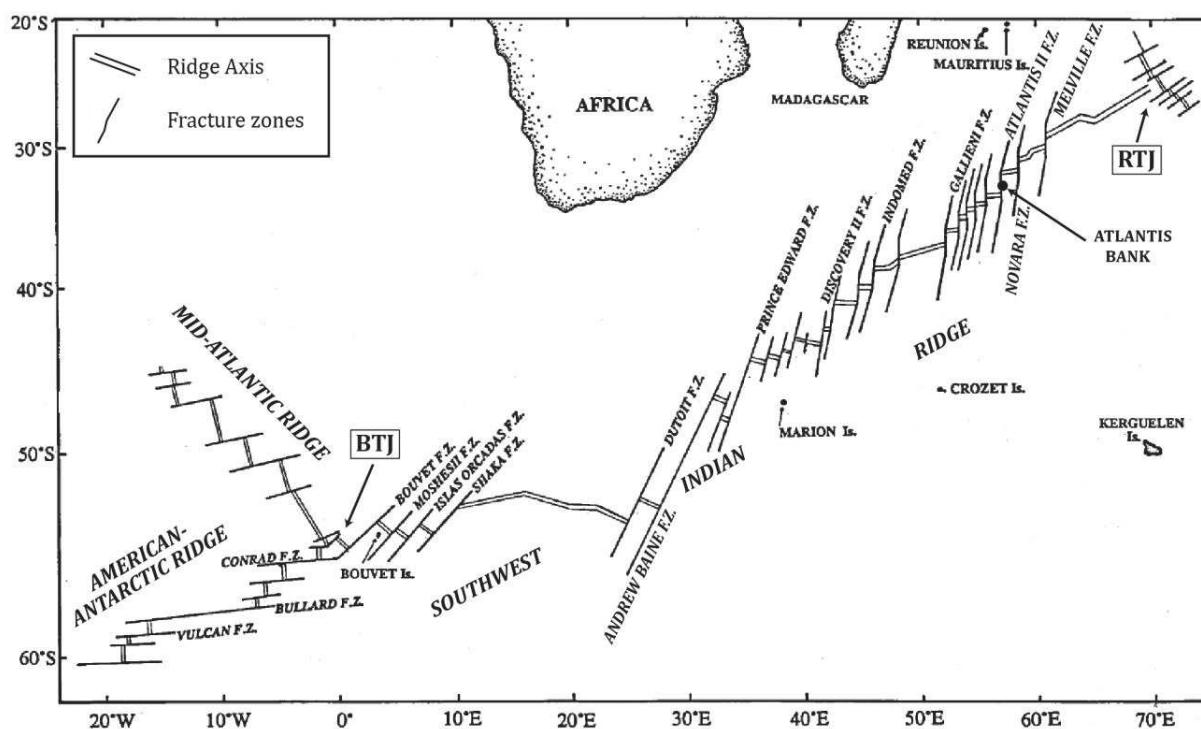 20°S
30°S
40°S
50°S
60°S
Ridge Axis
Fracture zones
AFRICA
MADAGASCAR
REUNION Is.
MAURITIUS Is.
ATLANTIS II F.Z.
MELVILLE F.Z.
GALLIENI F.Z.
RTJ
INDOMED F.Z.
DISCOVERY II F.Z.
PRINCE EDWARD F.Z.
NOVARA F.Z.
ATLANTIS
BANK
RIDGE
CROZET Is.
MARION Is.
KERGUELEN
Is.
MID-ATLANTIC RIDGE
BTJ
BOUVET F.Z.
MOSHESH F.Z.
ISLAS ORCADAS F.Z.
SHAKA F.Z.
DUTOIT F.Z.
INDIAN
ANDREW BAINE F.Z.
SOUTHWEST
AMERICAN-
ANTARCTIC RIDGE
CONRAD F.Z.
BOUVET Is.
BULLARD F.Z.
VULCAN F.Z.
20°W
10°W
0°
10°E
20°E
30°E
40°E
50°E
60°E
70°E